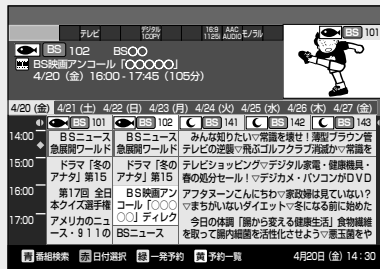 テレビ デジタル 1COPY 16:9 1125i AAC AUDIO モノラル BS 101
BS 102 BS○○
BS映画アンコール「○○○○○」
4/20 (金) 16:00 - 17:45 (105分)
4/20 (金) 4/21 (土) 4/22 (日) 4/23 (月) 4/24 (火) 4/25 (水) 4/26 (木) 4/27 (金)
BS 101 BS 102 BS 141 BS 142 BS 143
14:00 BSニュース BSニュース みんな知りたい▽常識を壊せ!薄型ブラウン管
急展開ワールド 急展開ワールド テレビの逆襲▽飛ぶゴルフクラブ消滅か▽常識を
15:00 ドラマ「冬の ドラマ「冬の テレビショッピング▽デジタル家電・健康機具・
アナタ」第15 アナタ」第15 春の処分セール!▽デジカメ・パソコンがDVD
16:00 第17回 全日 BS映画アン アフタヌーンこんにちわ▽家政婦は見ていない?
本クイズ選手権 コール「○○○ ▽まちがいないダイエット▽冬になる前に始めた
17:00 アメリカのニュ ○○」ディレク 今日の体調「腸から変える健康生活」食物繊維
ース・911の BSニュース を取って腸内細菌を活性化させよう▽悪玉菌をや
青 番組検索 赤 日付選択 緑 一発予約 黄 予約一覧 4月20日 (金) 14:30